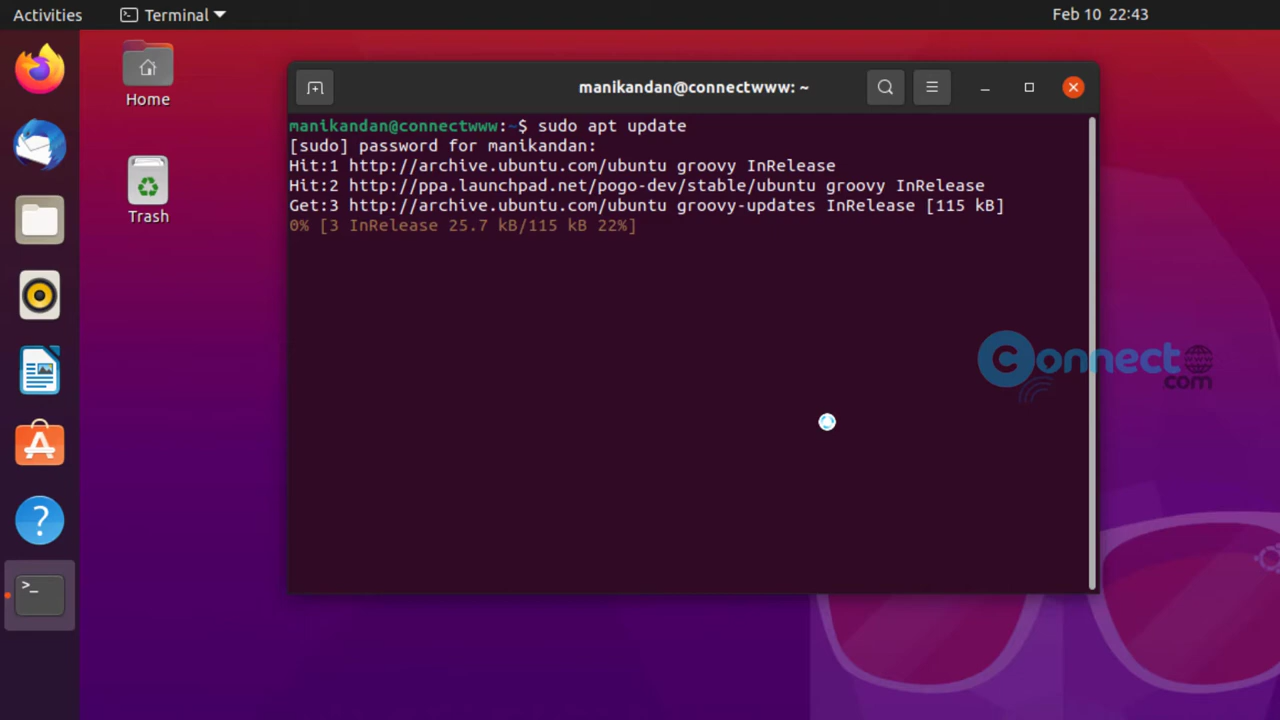 Activities
Terminal
Feb 10 22:43
Home
Trash
manikandan@connectwww: ~
manikandan@connectwww:~$ sudo apt update
[sudo] password for manikandan:
Hit:1 http://archive.ubuntu.com/ubuntu groovy InRelease
Hit:2 http://ppa.launchpad.net/pogo-dev/stable/ubuntu groovy InRelease
Get:3 http://archive.ubuntu.com/ubuntu groovy-updates InRelease [115 kB]
0% [3 InRelease 25.7 kB/115 kB 22%]
connect
www
.com
?
>_